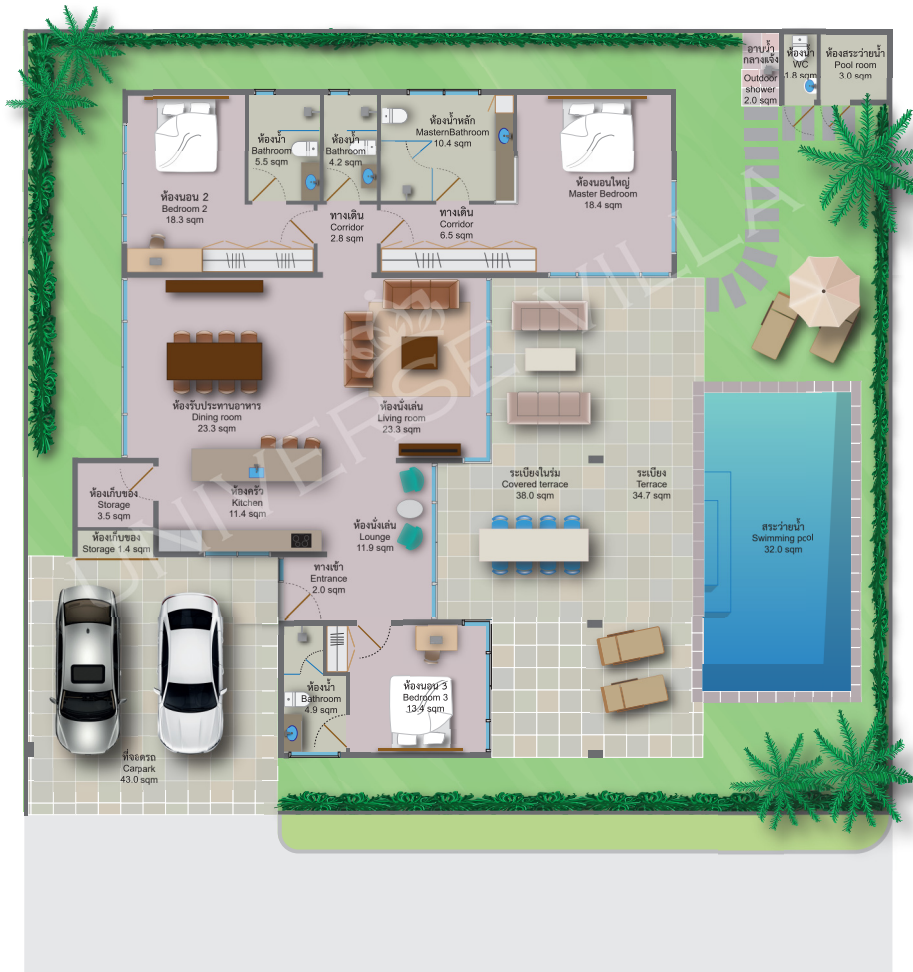 อาบน้ำ
กลางแจ้ง
Outdoor
shower
2.0 sqm
ห้องน้ำ
WC
1.8 sqm
ห้องสระว่ายน้ำ
Pool room
3.0 sqm
ห้องน้ำ
Bathroom
5.5 sqm
ห้องน้ำ
Bathroom
4.2 sqm
ห้องน้ำหลัก
MasternBathroom
10.4 sqm
ห้องนอน 2
Bedroom 2
18.3 sqm
ทางเดิน
Corridor
2.8 sqm
ทางเดิน
Corridor
6.5 sqm
ห้องนอนใหญ่
Master Bedroom
18.4 sqm
ห้องรับประทานอาหาร
Dining room
23.3 sqm
ห้องนั่งเล่น
Living room
23.3 sqm
ห้องเก็บของ
Storage
3.5 sqm
ห้องครัว
Kitchen
11.4 sqm
ระเบียงในร่ม
Covered terrace
38.0 sqm
ระเบียง
Terrace
34.7 sqm
ห้องเก็บของ
Storage 1.4 sqm
ห้องนั่งเล่น
Lounge
11.9 sqm
สระว่ายน้ำ
Swimming pool
32.0 sqm
ทางเข้า
Entrance
2.0 sqm
ห้องน้ำ
Bathroom
4.9 sqm
ห้องนอน 3
Bedroom 3
13.4 sqm
ที่จอดรถ
Carpark
43.0 sqm
UNIVERSE VILLA